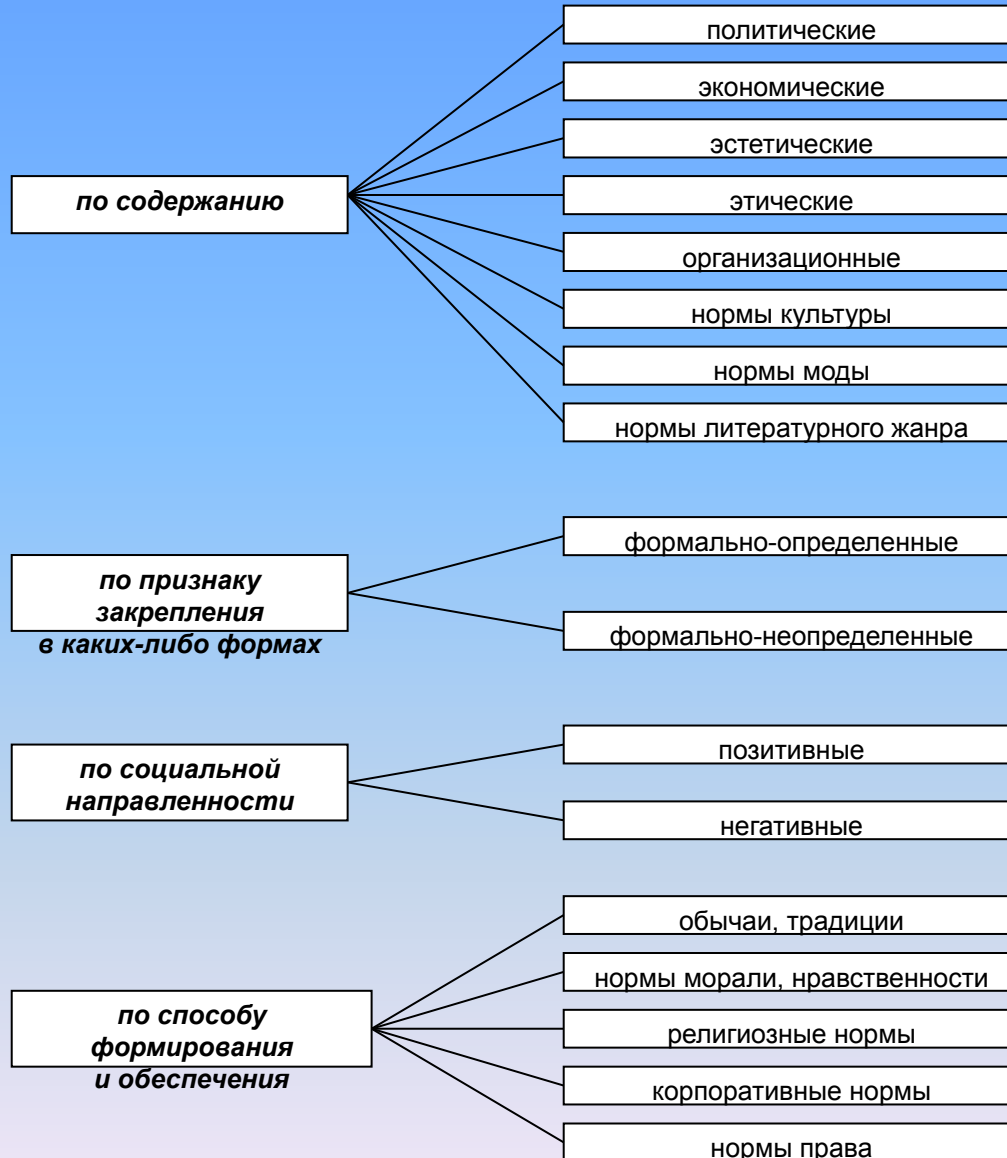 по содержанию
политические
экономические
эстетические
этические
организационные
нормы культуры
нормы моды
нормы литературного жанра
по признаку
закрепления
в каких-либо формах
формально-определенные
формально-неопределенные
по социальной
направленности
позитивные
негативные
по способу
формирования
и обеспечения
обычаи, традиции
нормы морали, нравственности
религиозные нормы
корпоративные нормы
нормы права